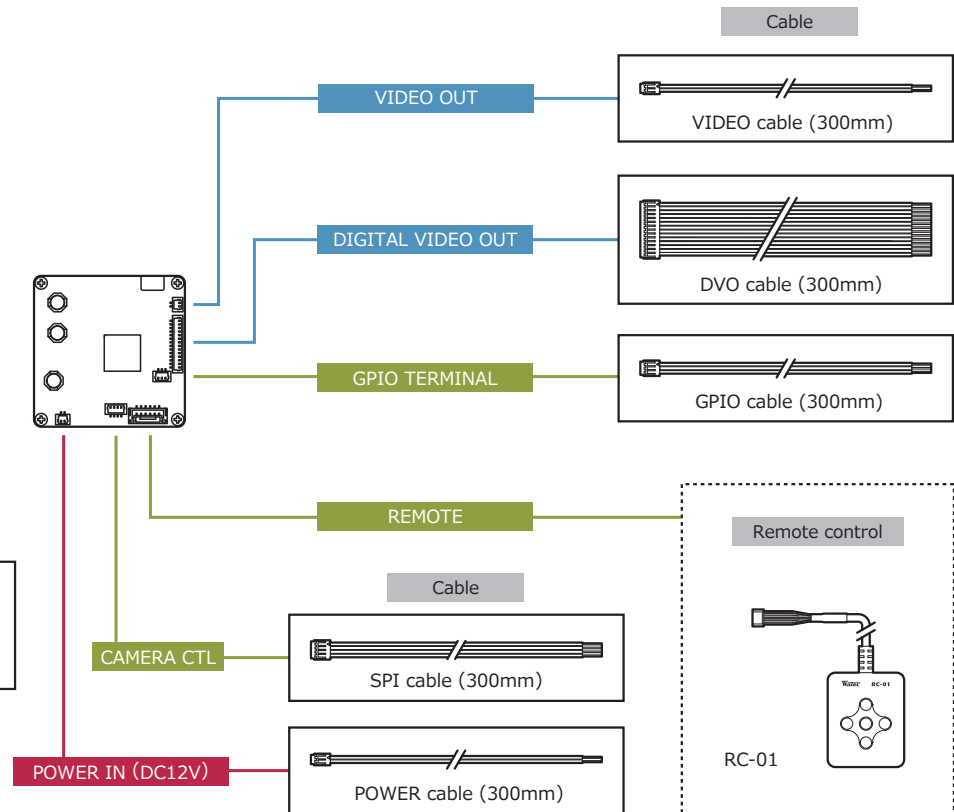 Cable
VIDEO OUT
VIDEO cable (300mm)
DIGITAL VIDEO OUT
DVO cable (300mm)
GPIO TERMINAL
GPIO cable (300mm)
REMOTE
Remote control
Watec RC-01
RC-01
Cable
CAMERA CTL
SPI cable (300mm)
POWER IN（DC12V）
POWER cable (300mm)